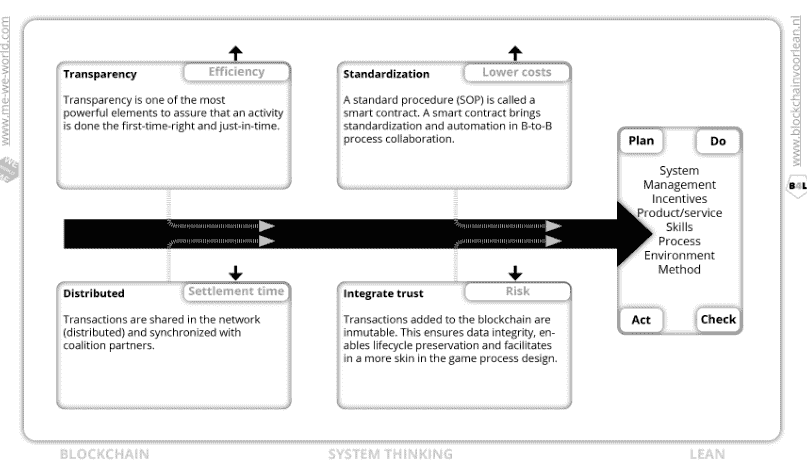 www.me-we-world.com
www.blockchainvoorlean.nl
B4L
Transparency
Efficiency
Transparency is one of the most
powerful elements to assure that an activity
is done the first-time-right and just-in-time.
Standardization
Lower costs
A standard procedure (SOP) is called a
smart contract. A smart contract brings
standardization and automation in B-to-B
process collaboration.
Plan
Do
System
Management
Incentives
Product/service
Skills
Process
Environment
Method
Act
Check
Distributed
Settlement time
Transactions are shared in the network
(distributed) and synchronized with
coalition partners.
Integrate trust
Risk
Transactions added to the blockchain are
inmutable. This ensures data integrity, en-
ables lifecycle preservation and facilitates
in a more skin in the game process design.
BLOCKCHAIN
SYSTEM THINKING
LEAN